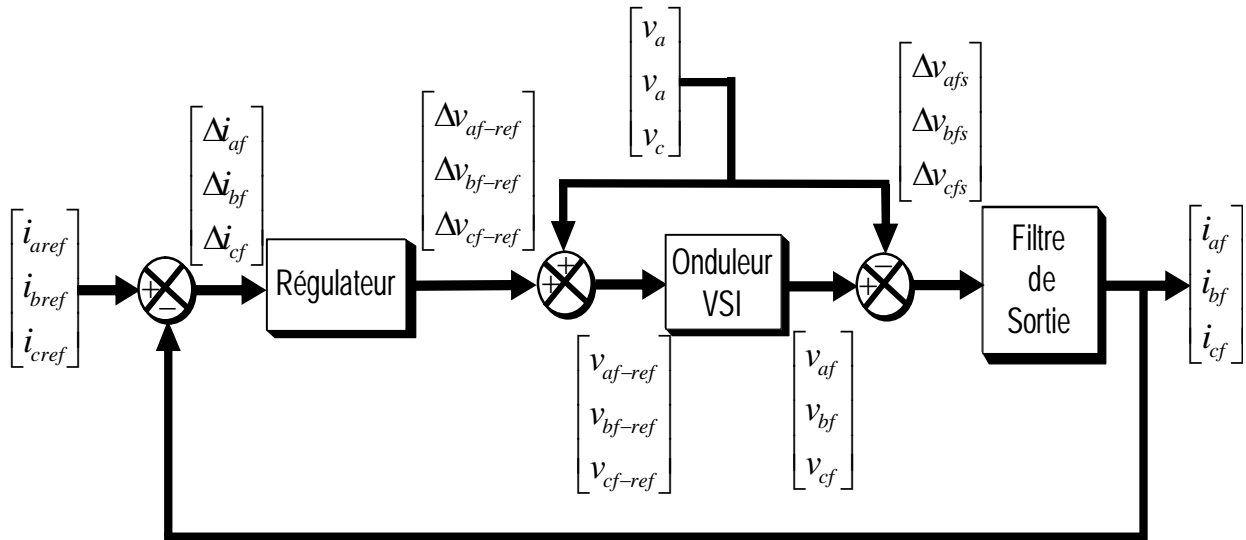 v_a
v_a
v_c
Δv_afs
Δv_bfs
Δv_cfs
Δi_af
Δi_bf
Δi_cf
Δv_af-ref
Δv_bf-ref
Δv_cf-ref
i_aref
i_bref
i_cref
+
−
Régulateur
+
+
Onduleur
VSI
−
+
Filtre
de
Sortie
i_af
i_bf
i_cf
v_af-ref
v_bf-ref
v_cf-ref
v_af
v_bf
v_cf